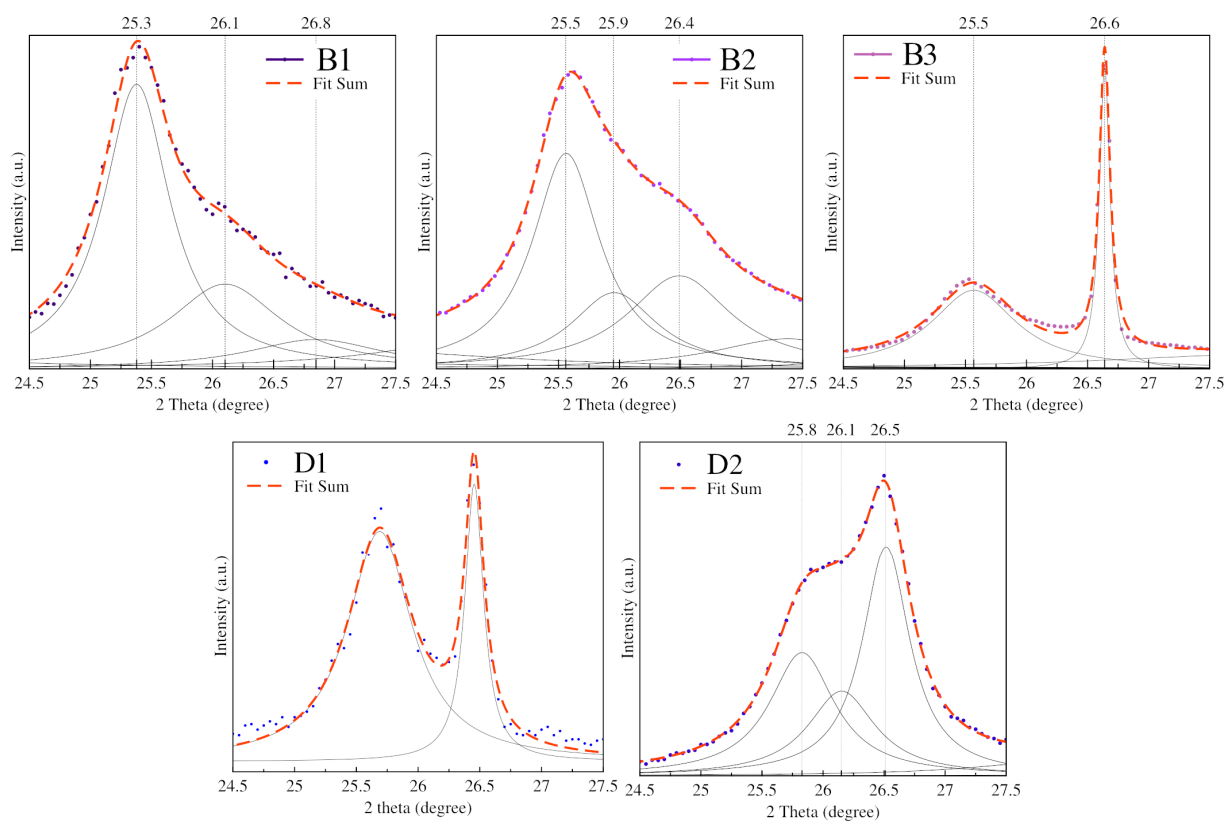 25.3 26.1 26.8
B1
Fit Sum
Intensity (a.u.)
24.5 25 25.5 26 26.5 27 27.5
2 Theta (degree)
25.5 25.9 26.4
B2
Fit Sum
Intensity (a.u.)
24.5 25 25.5 26 26.5 27 27.5
2 Theta (degree)
25.5 26.6
B3
Fit Sum
Intensity (a.u.)
24.5 25 25.5 26 26.5 27 27.5
2 Theta (degree)
D1
Fit Sum
Intensity (a.u.)
24.5 25 25.5 26 26.5 27 27.5
2 theta (degree)
25.8 26.1 26.5
D2
Fit Sum
Intensity (a.u.)
24.5 25 25.5 26 26.5 27 27.5
2 Theta (degree)